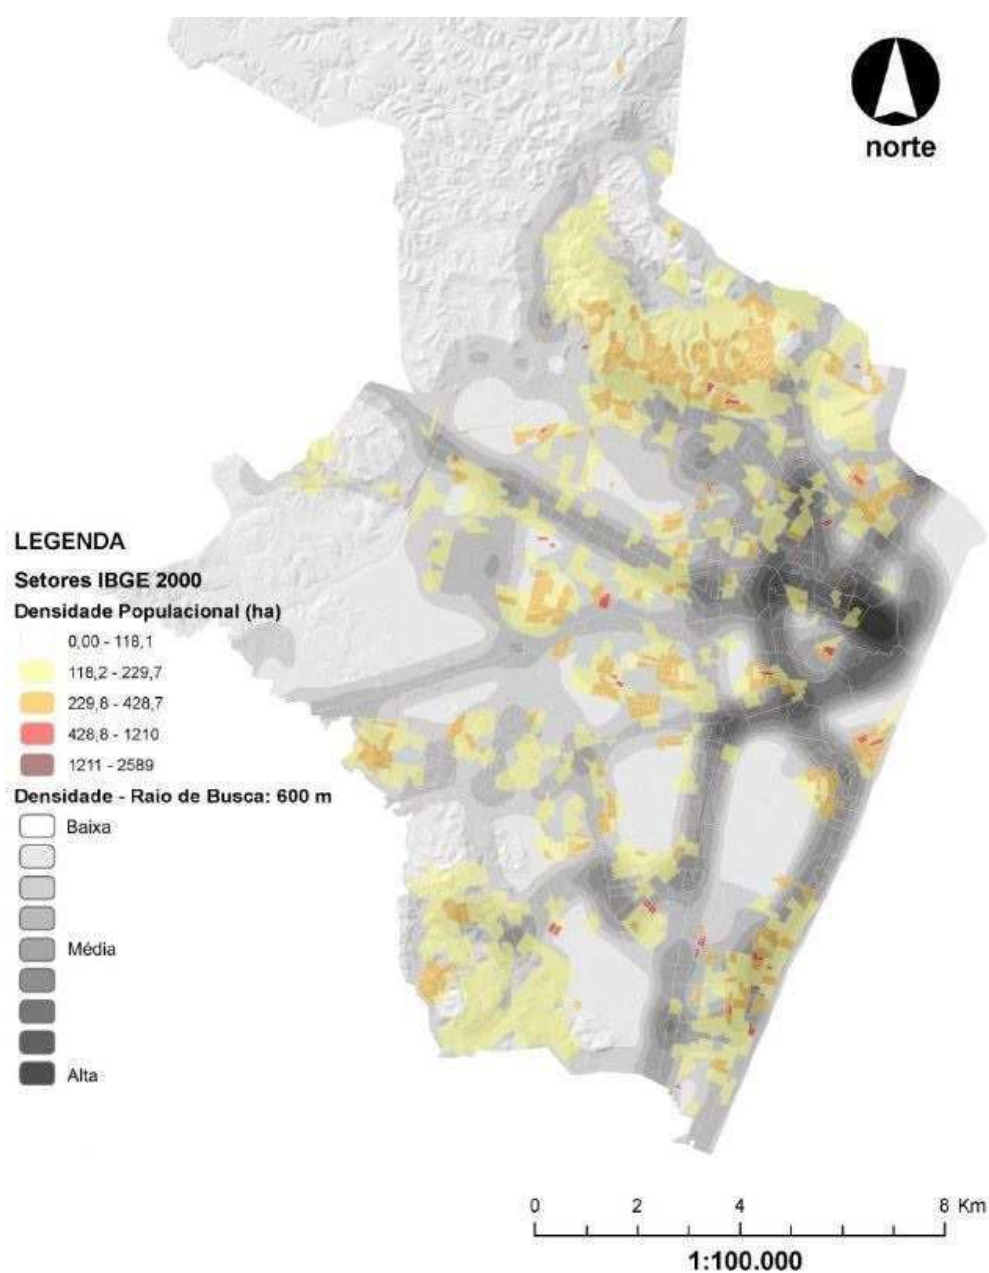 norte
LEGENDA
Setores IBGE 2000
Densidade Populacional (ha)
0,00 - 118,1
118,2 - 229,7
229,8 - 428,7
428,8 - 1210
1211 - 2589
Densidade - Raio de Busca: 600 m
Baixa
Média
Alta
0 2 4 8 Km
1:100.000